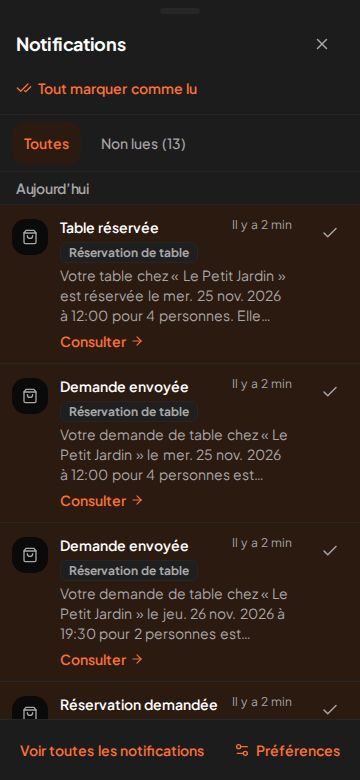 Notifications
Tout marquer comme lu
Toutes
Non lues (13)
Aujourd'hui
Table réservée
Il y a 2 min
Réservation de table
Votre table chez « Le Petit Jardin »
est réservée le mer. 25 nov. 2026
à 12:00 pour 4 personnes. Elle…
Consulter →
Demande envoyée
Il y a 2 min
Réservation de table
Votre demande de table chez « Le
Petit Jardin » le mer. 25 nov. 2026
à 12:00 pour 4 personnes est…
Consulter →
Demande envoyée
Il y a 2 min
Réservation de table
Votre demande de table chez « Le
Petit Jardin » le jeu. 26 nov. 2026 à
19:30 pour 2 personnes est…
Consulter →
Réservation demandée
Il y a 2 min
Voir toutes les notifications
Préférences